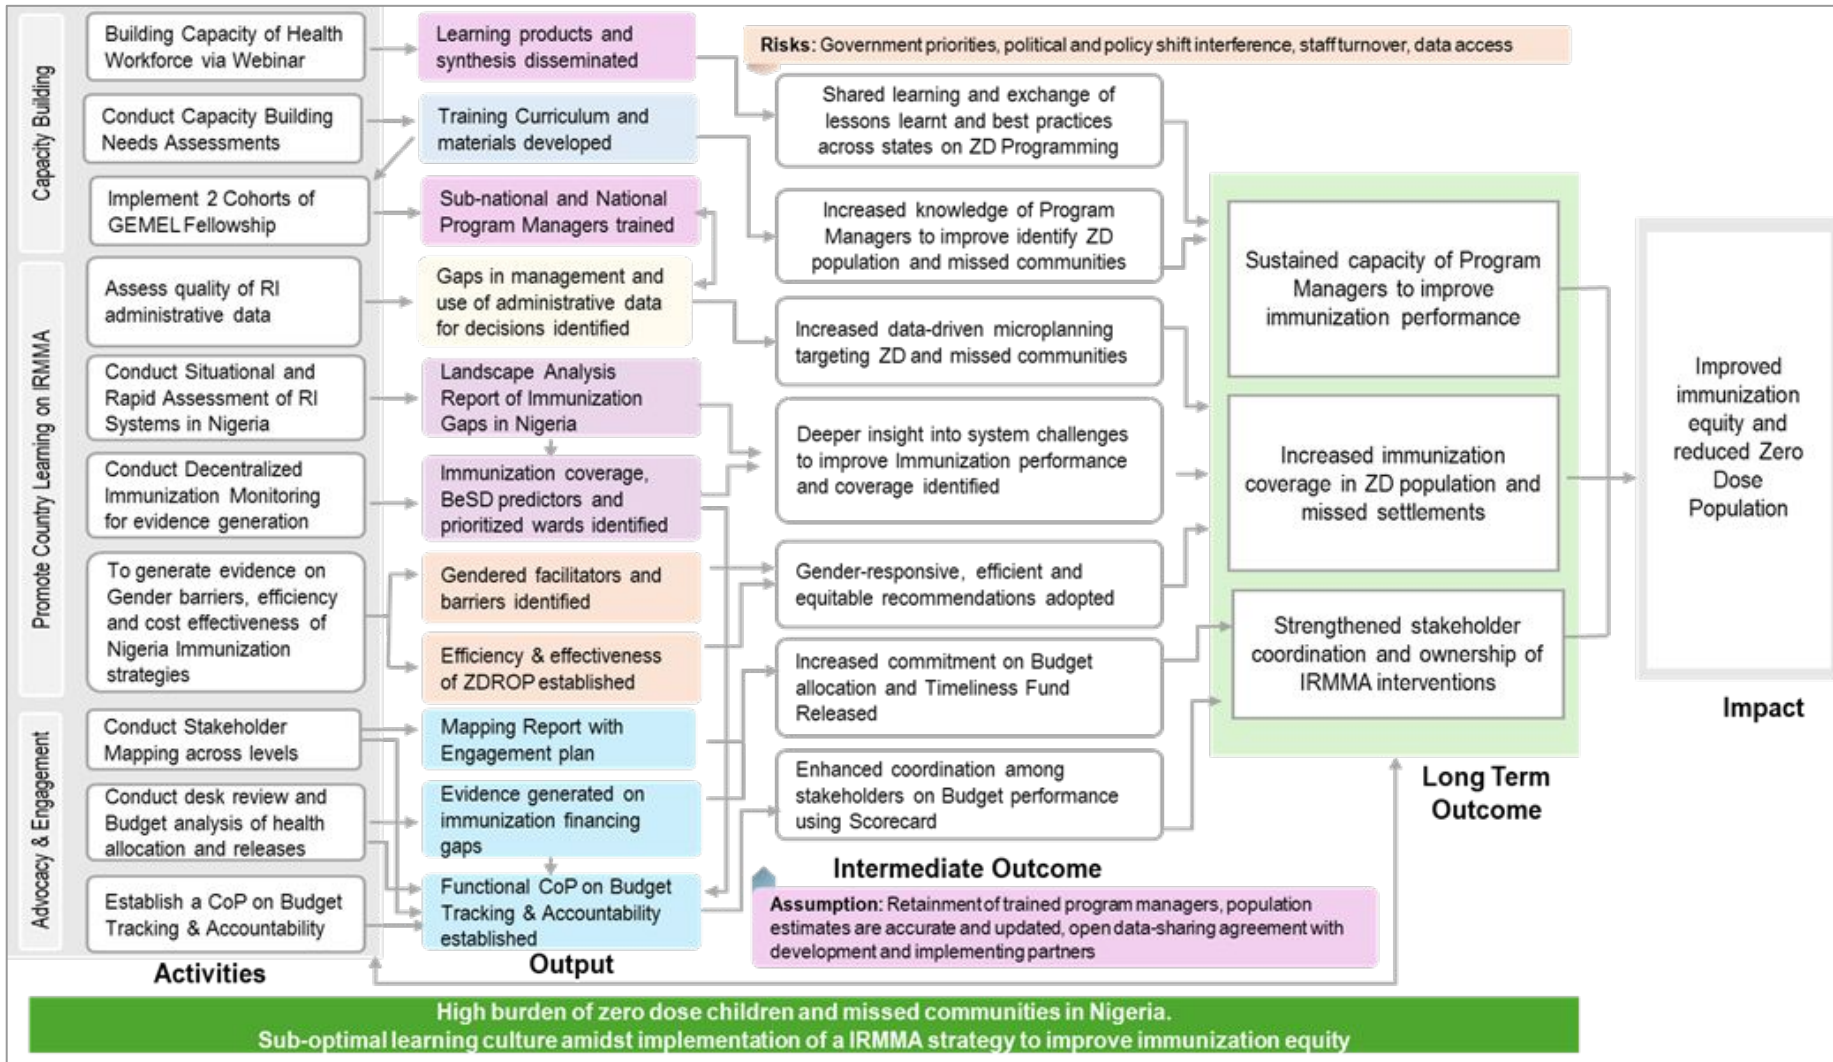 Capacity Building
Building Capacity of Health
Workforce via Webinar
Conduct Capacity Building
Needs Assessments
Implement 2 Cohorts of
GEMEL Fellowship
Promote Country Learning on IRMMA
Assess quality of RI
administrative data
Conduct Situational and
Rapid Assessment of RI
Systems in Nigeria
Conduct Decentralized
Immunization Monitoring
for evidence generation
To generate evidence on
Gender barriers, efficiency
and cost effectiveness of
Nigeria Immunization
strategies
Advocacy & Engagement
Conduct Stakeholder
Mapping across levels
Conduct desk review and
Budget analysis of health
allocation and releases
Establish a CoP on Budget
Tracking & Accountability
Activities
Learning products and
synthesis disseminated
Training Curriculum and
materials developed
Sub-national and National
Program Managers trained
Gaps in management and
use of administrative data
for decisions identified
Landscape Analysis
Report of Immunization
Gaps in Nigeria
Immunization coverage,
BeSD predictors and
prioritized wards identified
Gendered facilitators and
barriers identified
Efficiency & effectiveness
of ZDROP established
Mapping Report with
Engagement plan
Evidence generated on
immunization financing
gaps
Functional CoP on Budget
Tracking & Accountability
established
Output
Risks: Government priorities, political and policy shift interference, staff turnover, data access
Shared learning and exchange of
lessons learnt and best practices
across states on ZD Programming
Increased knowledge of Program
Managers to improve identify ZD
population and missed communities
Increased data-driven microplanning
targeting ZD and missed communities
Deeper insight into system challenges
to improve Immunization performance
and coverage identified
Gender-responsive, efficient and
equitable recommendations adopted
Increased commitment on Budget
allocation and Timeliness Fund
Released
Enhanced coordination among
stakeholders on Budget performance
using Scorecard
Intermediate Outcome
Assumption: Retainment of trained program managers, population
estimates are accurate and updated, open data-sharing agreement with
development and implementing partners
Sustained capacity of Program
Managers to improve
immunization performance
Increased immunization
coverage in ZD population and
missed settlements
Strengthened stakeholder
coordination and ownership of
IRMMA interventions
Long Term
Outcome
Improved
immunization
equity and
reduced Zero
Dose
Population
Impact
High burden of zero dose children and missed communities in Nigeria.
Sub-optimal learning culture amidst implementation of a IRMMA strategy to improve immunization equity